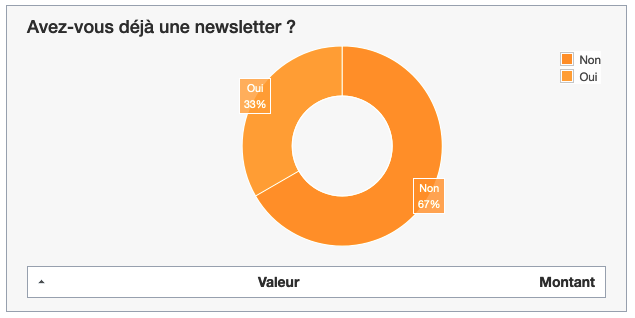 Avez-vous déjà une newsletter ?
Non
Oui
Oui
33%
Non
67%
Valeur Montant